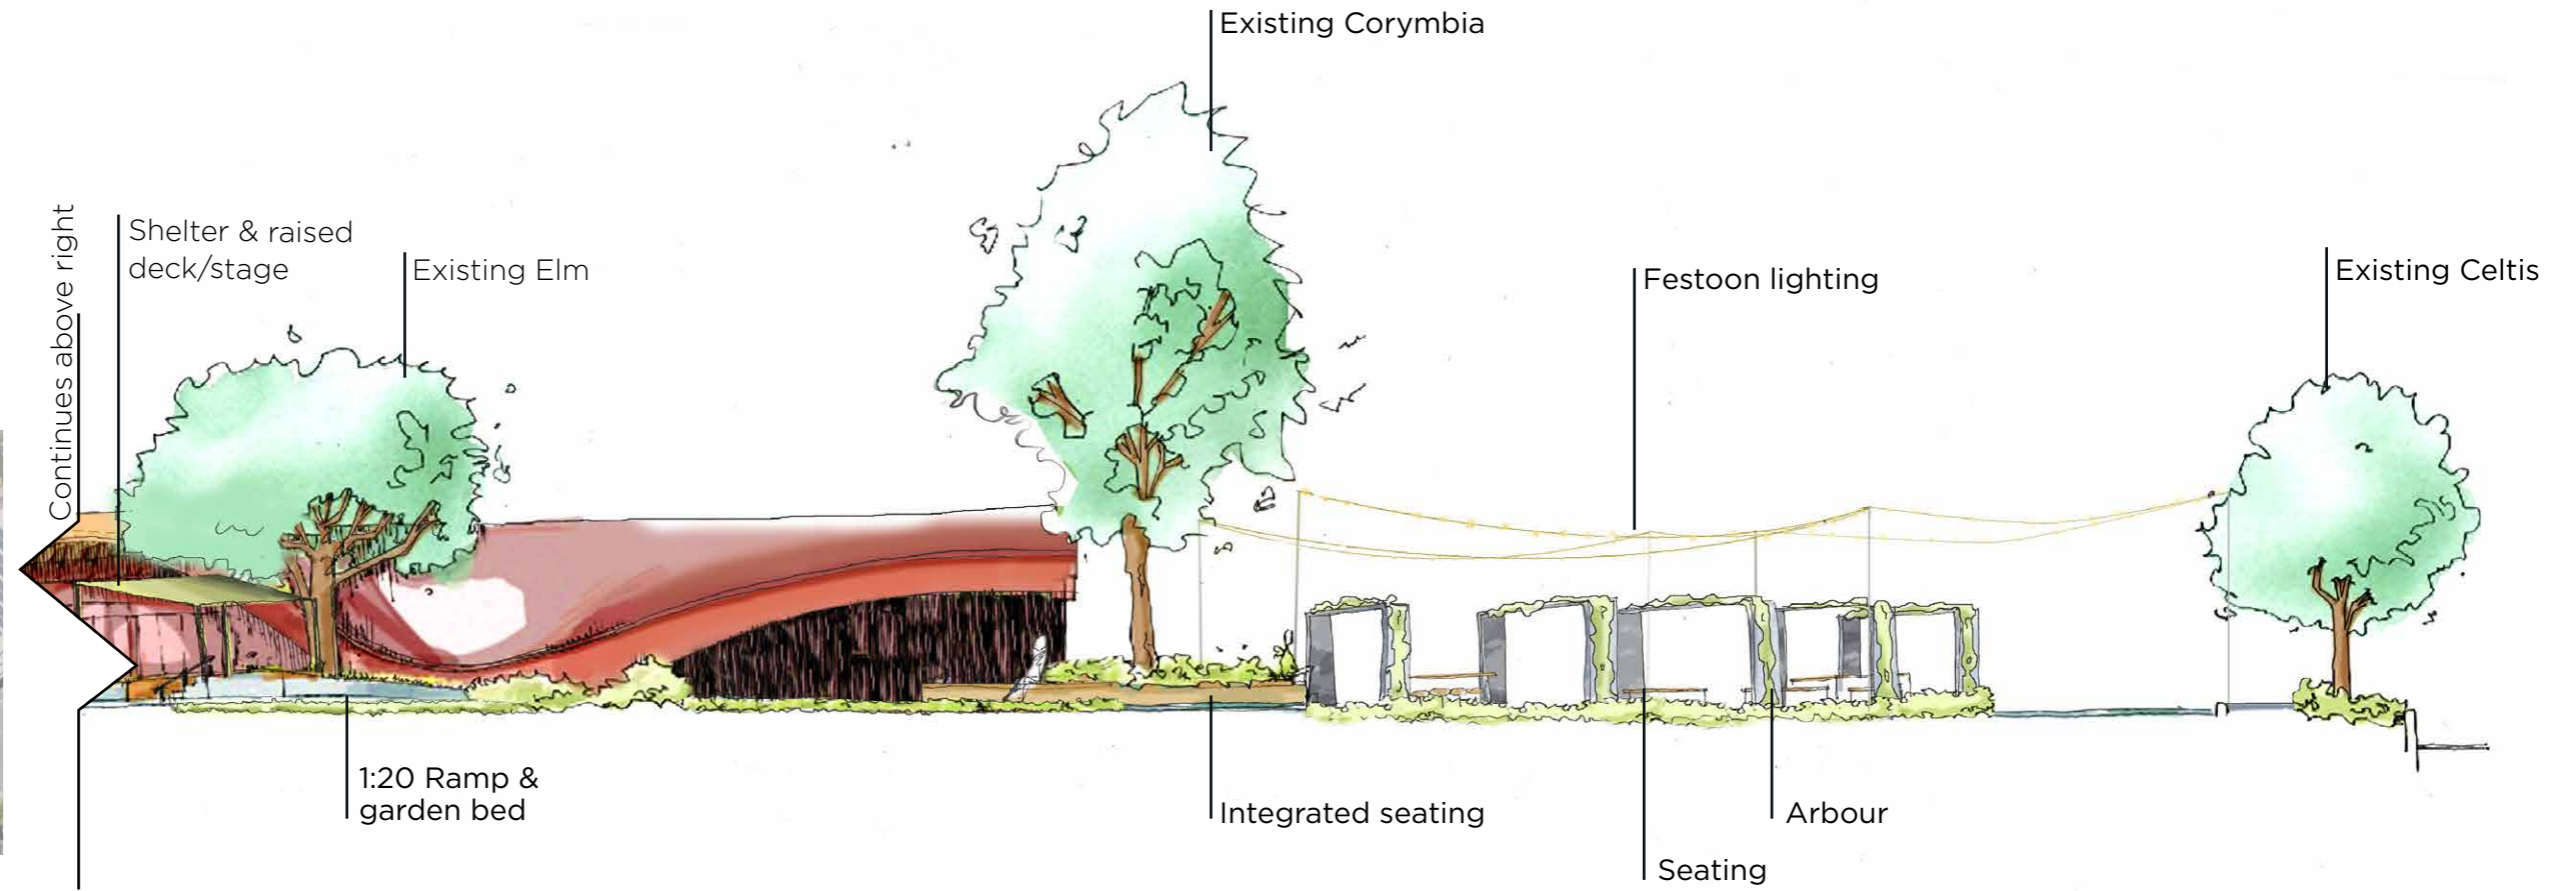 Existing Corymbia
Continues above right
Shelter & raised
deck/stage
Existing Elm
Festoon lighting
Existing Celtis
1:20 Ramp &
garden bed
Integrated seating
Arbour
Seating